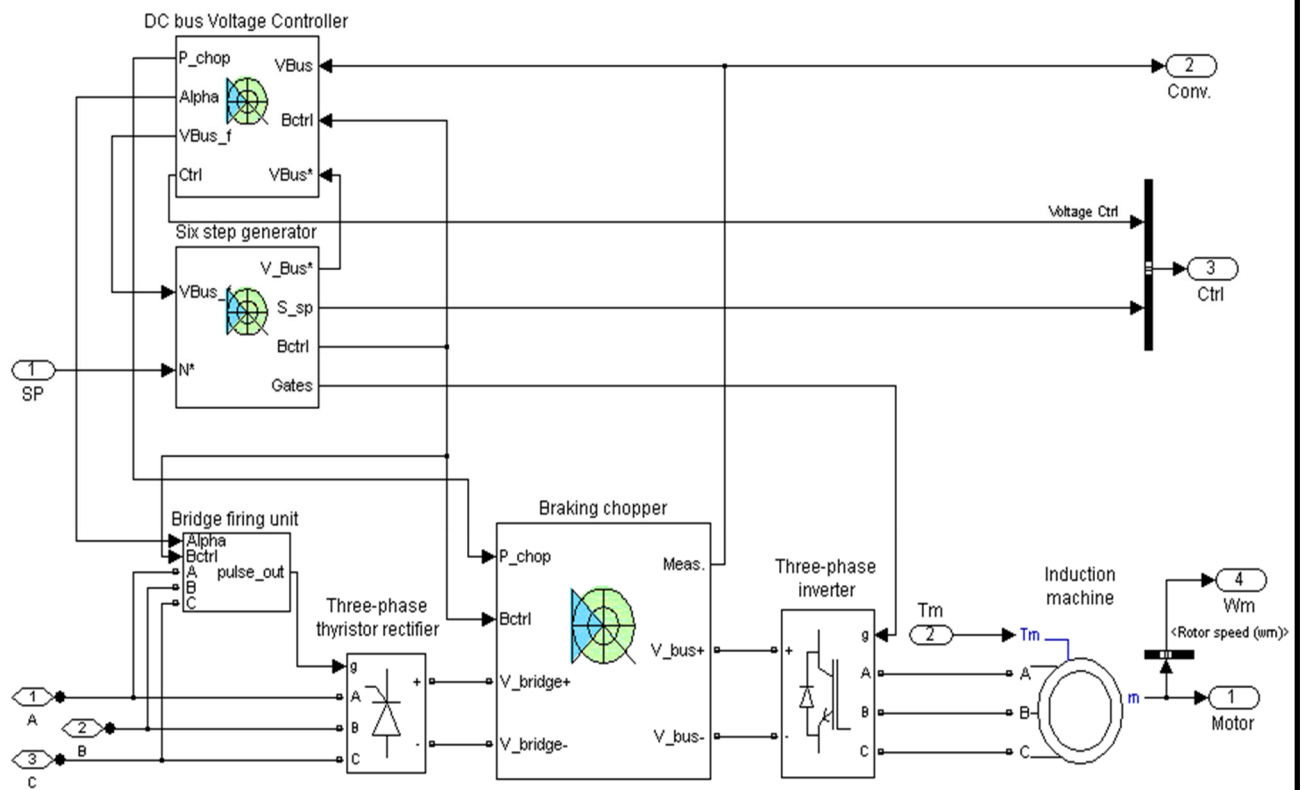 DC bus Voltage Controller
P_chop
VBus
2
Conv.
Alpha
Bctrl
VBus_f
Ctrl
VBus*
Voltage Ctrl
Six step generator
V_Bus*
3
Ctrl
VBus_f
S_sp
Bctrl
1
SP
N*
Gates
Braking chopper
Bridge firing unit
Alpha
Bctrl
A
pulse_out
B
C
P_chop
Meas.
Three-phase
inverter
Induction
machine
4
Wm
Three-phase
thyristor rectifier
Bctrl
Tm
2
g
Tm
<Rotor speed (wm)>
V_bus+
+
g
A
A
1
A
A
+
V_bridge+
m
1
Motor
2
B
B
B
B
V_bus-
-
3
C
C
-
V_bridge-
C
C